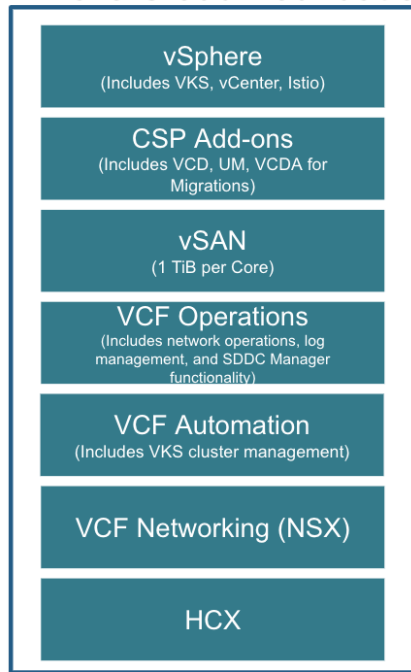 vSphere
(Includes VKS, vCenter, Istio)
CSP Add-ons
(Includes VCD, UM, VCDA for
Migrations)
vSAN
(1 TiB per Core)
VCF Operations
(Includes network operations, log
management, and SDDC Manager
functionality)
VCF Automation
(Includes VKS cluster management)
VCF Networking (NSX)
HCX